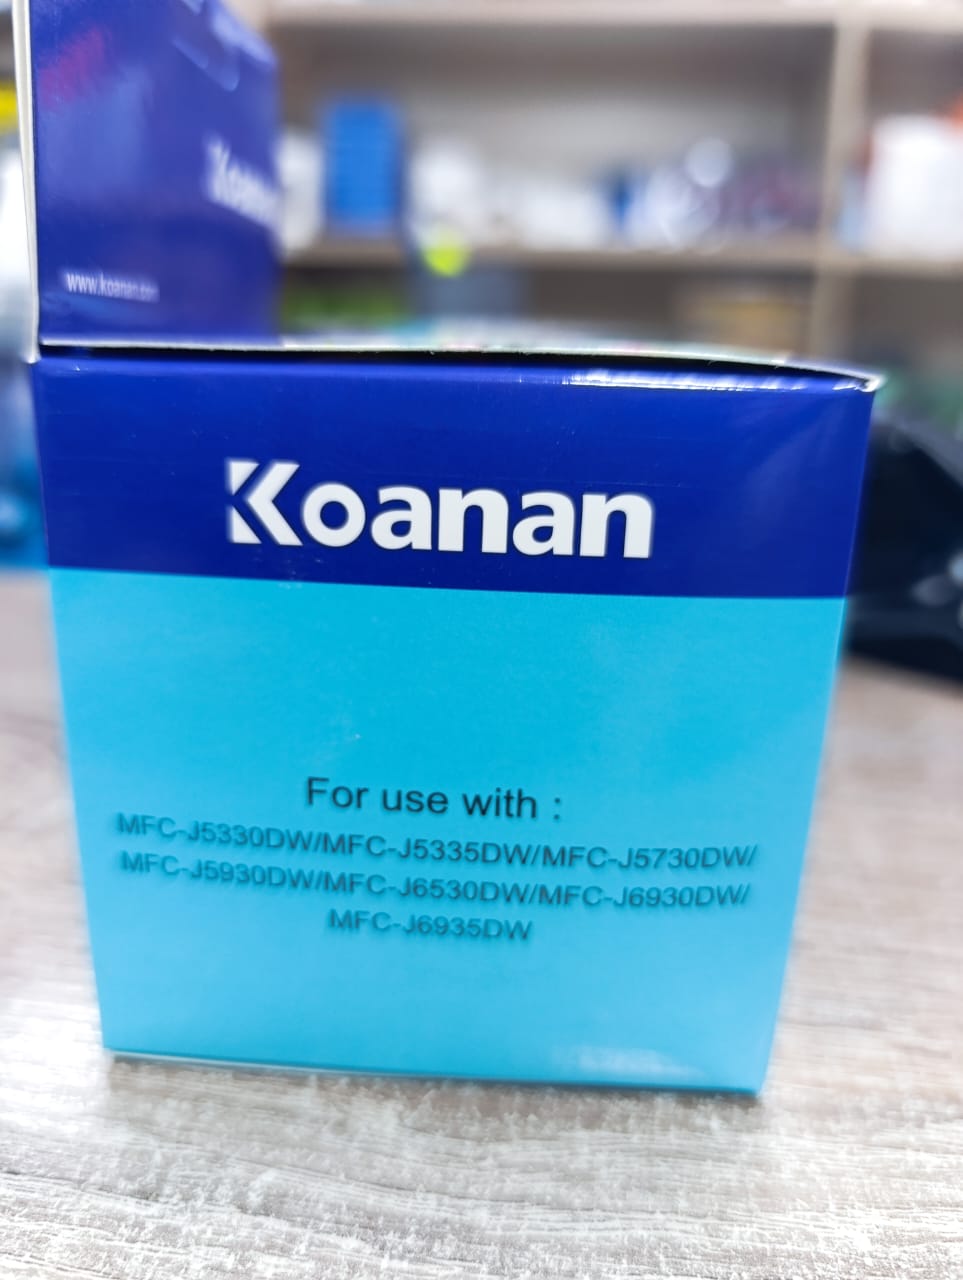 Koanan
www.koanan.com
Koanan
For use with :
MFC-J5330DW/MFC-J5335DW/MFC-J5730DW/
MFC-J5930DW/MFC-J6530DW/MFC-J6930DW/
MFC-J6935DW